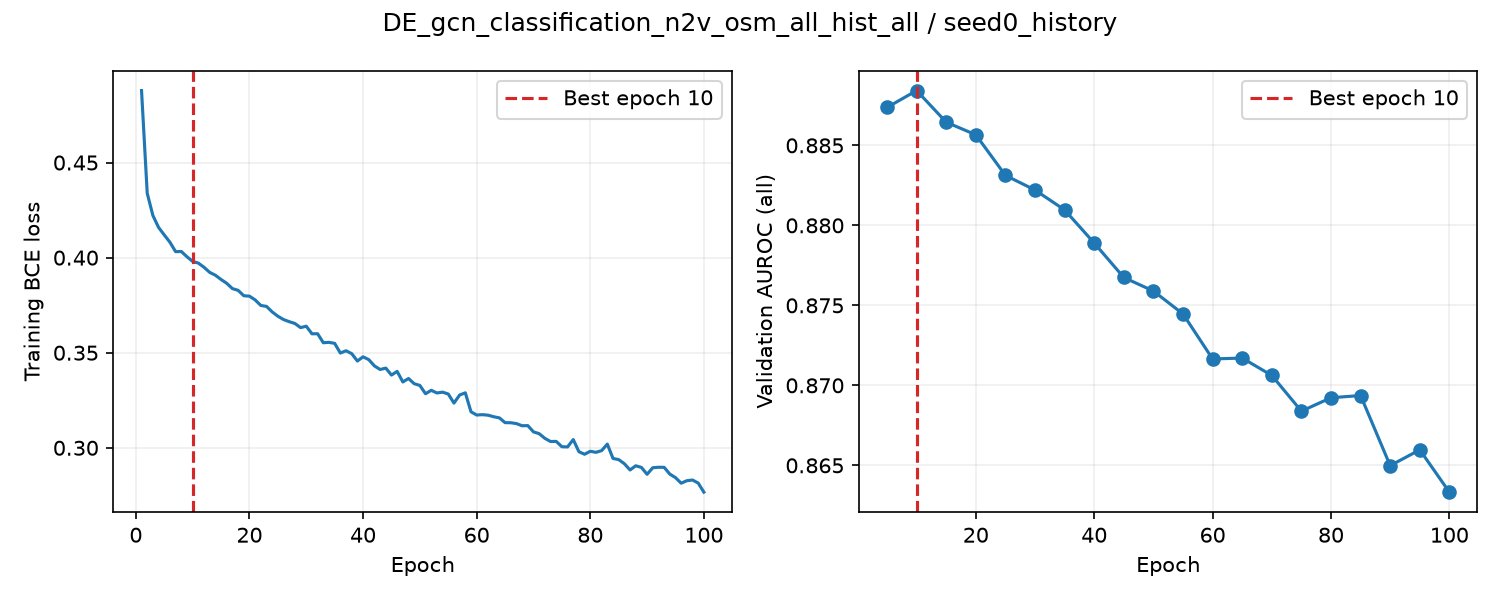 DE_gcn_classification_n2v_osm_all_hist_all / seed0_history
Best epoch 10
0.45
0.40
0.35
0.30
Training BCE loss
0 20 40 60 80 100
Epoch
Best epoch 10
0.885
0.880
0.875
0.870
0.865
Validation AUROC (all)
20 40 60 80 100
Epoch